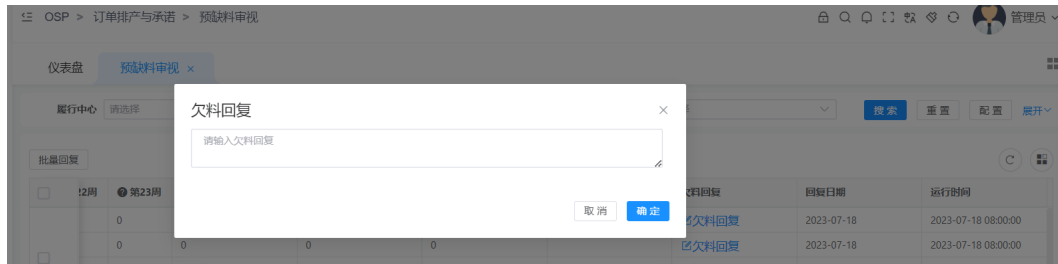 OSP > 订单排产与承诺 > 预缺料审视
管理员
仪表盘 预缺料审视 ×
履行中心 请选择 搜索 重置 配置 展开
欠料回复 ×
请输入欠料回复
取消 确定
批量回复
第23周 欠料回复 回复日期 运行时间
0 欠料回复 2023-07-18 2023-07-18 08:00:00
0 0 0 0 欠料回复 2023-07-18 2023-07-18 08:00:00